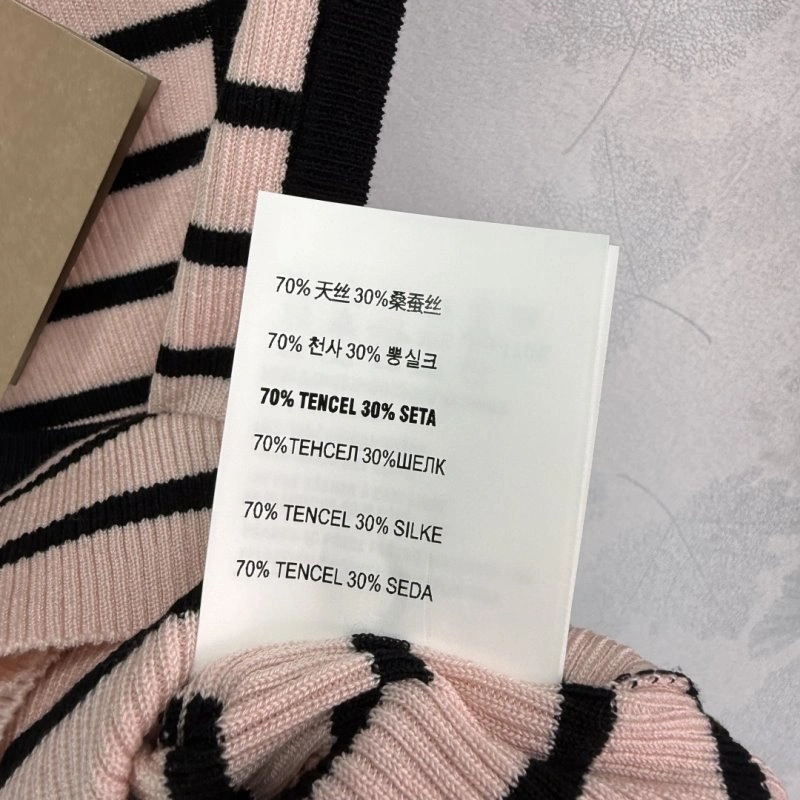 70% 天丝 30%桑蚕丝
70% 천사 30% 뽕실크
70% TENCEL 30% SETA
70%ТЕНСЕЛ 30%ШЕЛК
70% TENCEL 30% SILKE
70% TENCEL 30% SEDA